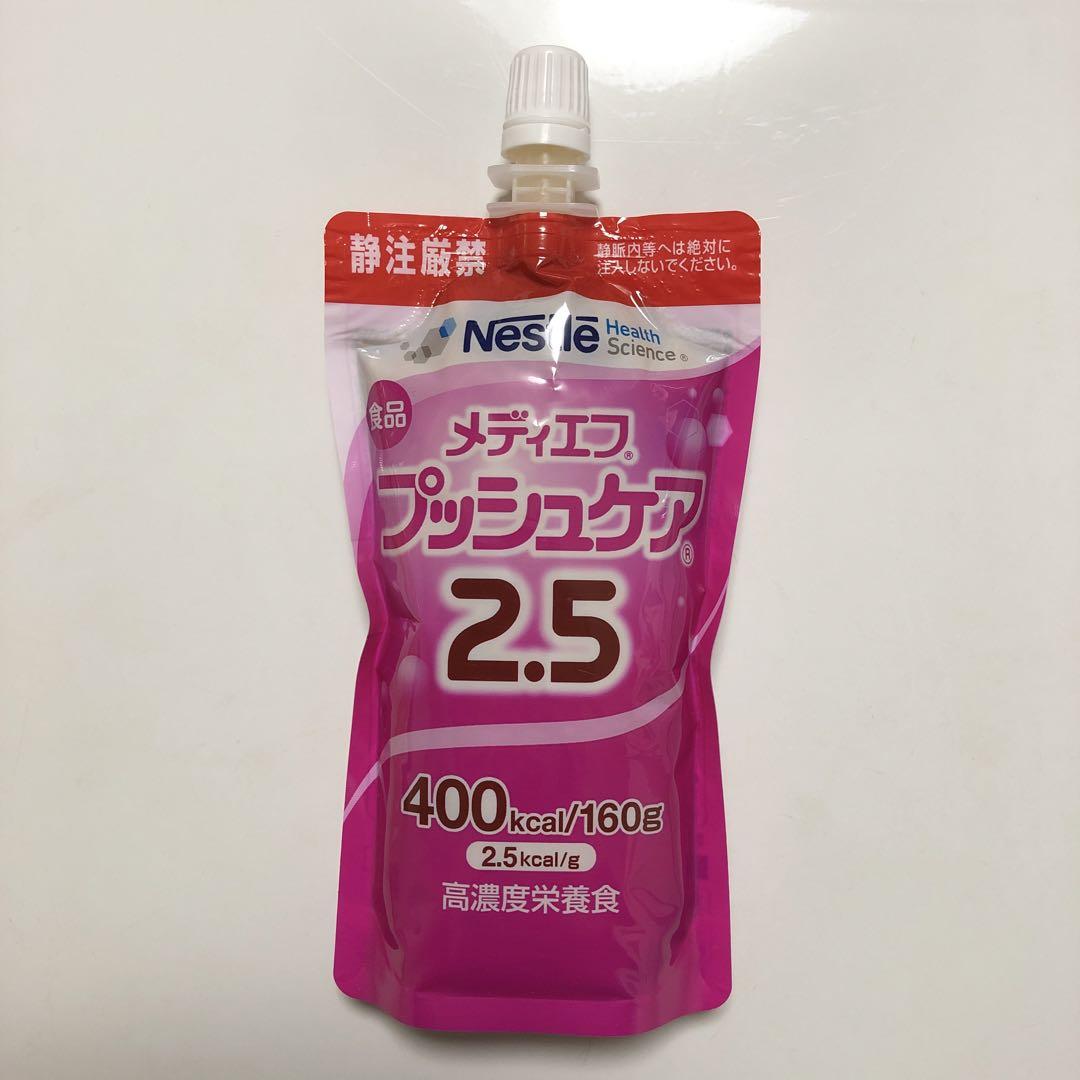 静注厳禁
静脈内等へは絶対に
注入しないでください。
Nestlē Health Science®
食品
メディエフ®
プッシュケア®
2.5
400kcal/160g
2.5kcal/g
高濃度栄養食